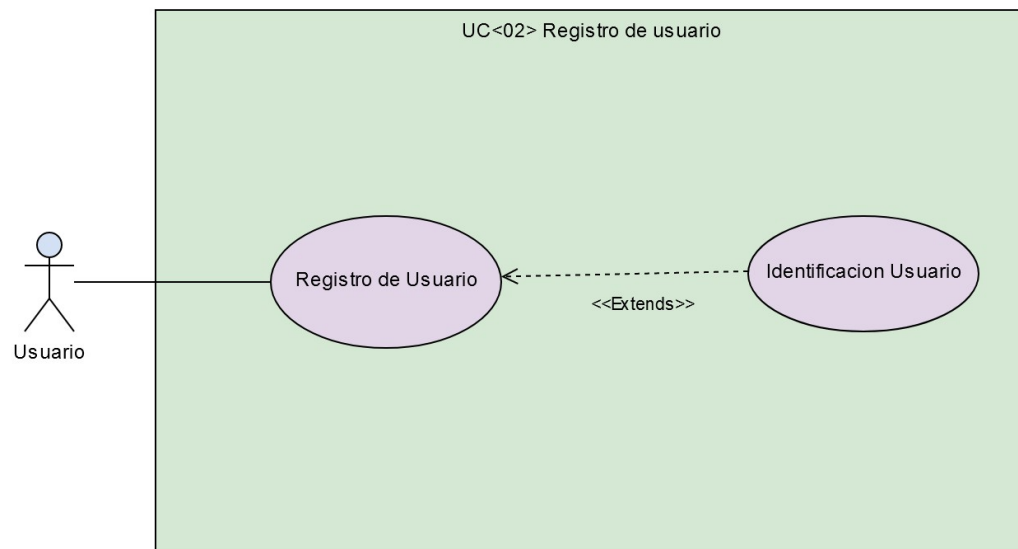 UC<02> Registro de usuario
Registro de Usuario
Identificacion Usuario
<<Extends>>
Usuario